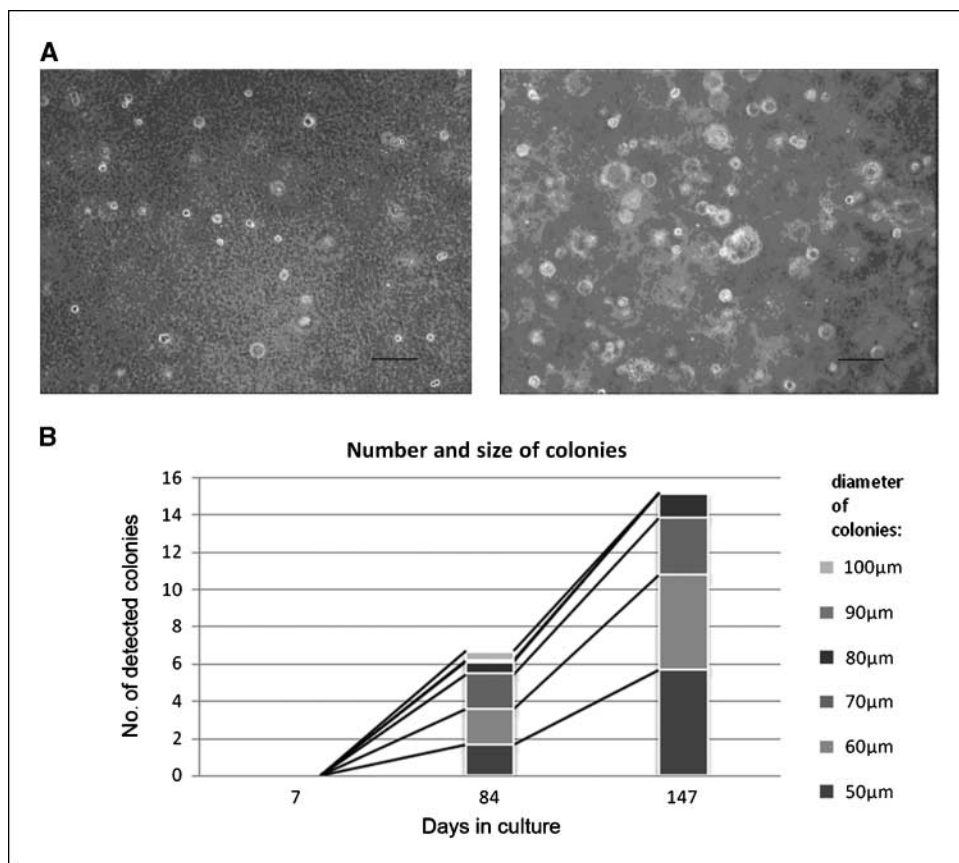 A
B
Number and size of colonies
16
14
12
10
8
6
4
2
0
No. of detected colonies
7 84 147
Days in culture
diameter
of
colonies:
100µm
90µm
80µm
70µm
60µm
50µm